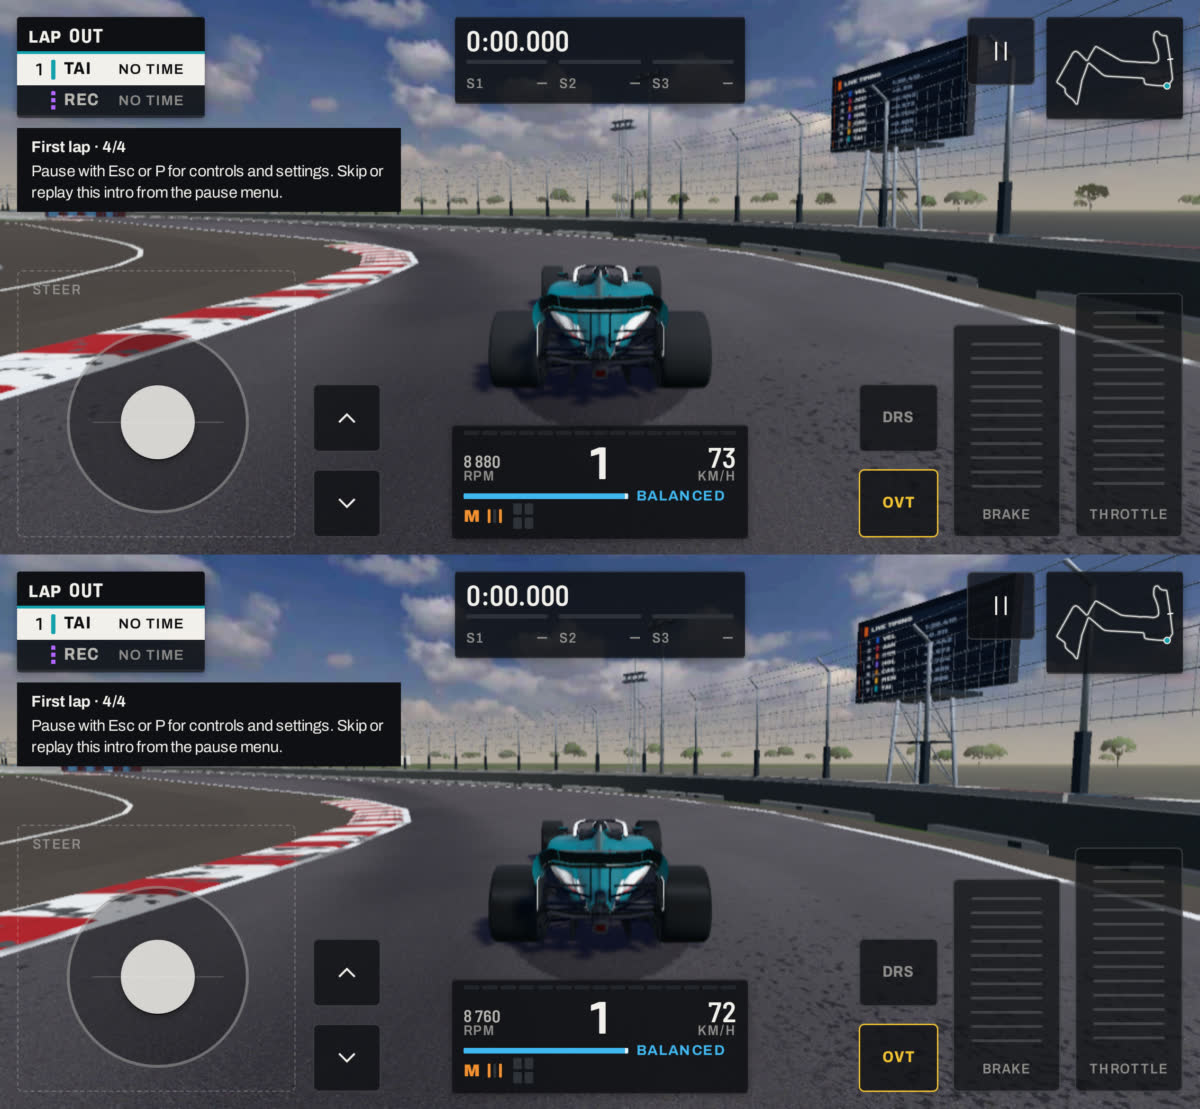 LAP OUT
1 TAI NO TIME
REC NO TIME
First lap · 4/4
Pause with Esc or P for controls and settings. Skip or
replay this intro from the pause menu.
0:00.000
S1 – S2 – S3 –
LIVE TIMING
STEER
DRS
OVT
BRAKE
THROTTLE
8 880
RPM
1
73
KM/H
BALANCED
M
LAP OUT
1 TAI NO TIME
REC NO TIME
First lap · 4/4
Pause with Esc or P for controls and settings. Skip or
replay this intro from the pause menu.
0:00.000
S1 – S2 – S3 –
LIVE TIMING
STEER
DRS
OVT
BRAKE
THROTTLE
8 760
RPM
1
72
KM/H
BALANCED
M